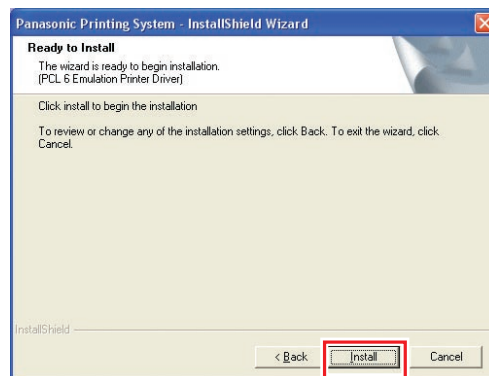 Panasonic Printing System - InstallShield Wizard
Ready to Install
The wizard is ready to begin installation.
(PCL 6 Emulation Printer Driver)
Click install to begin the installation
To review or change any of the installation settings, click Back. To exit the wizard, click
Cancel.
InstallShield
< Back Install Cancel